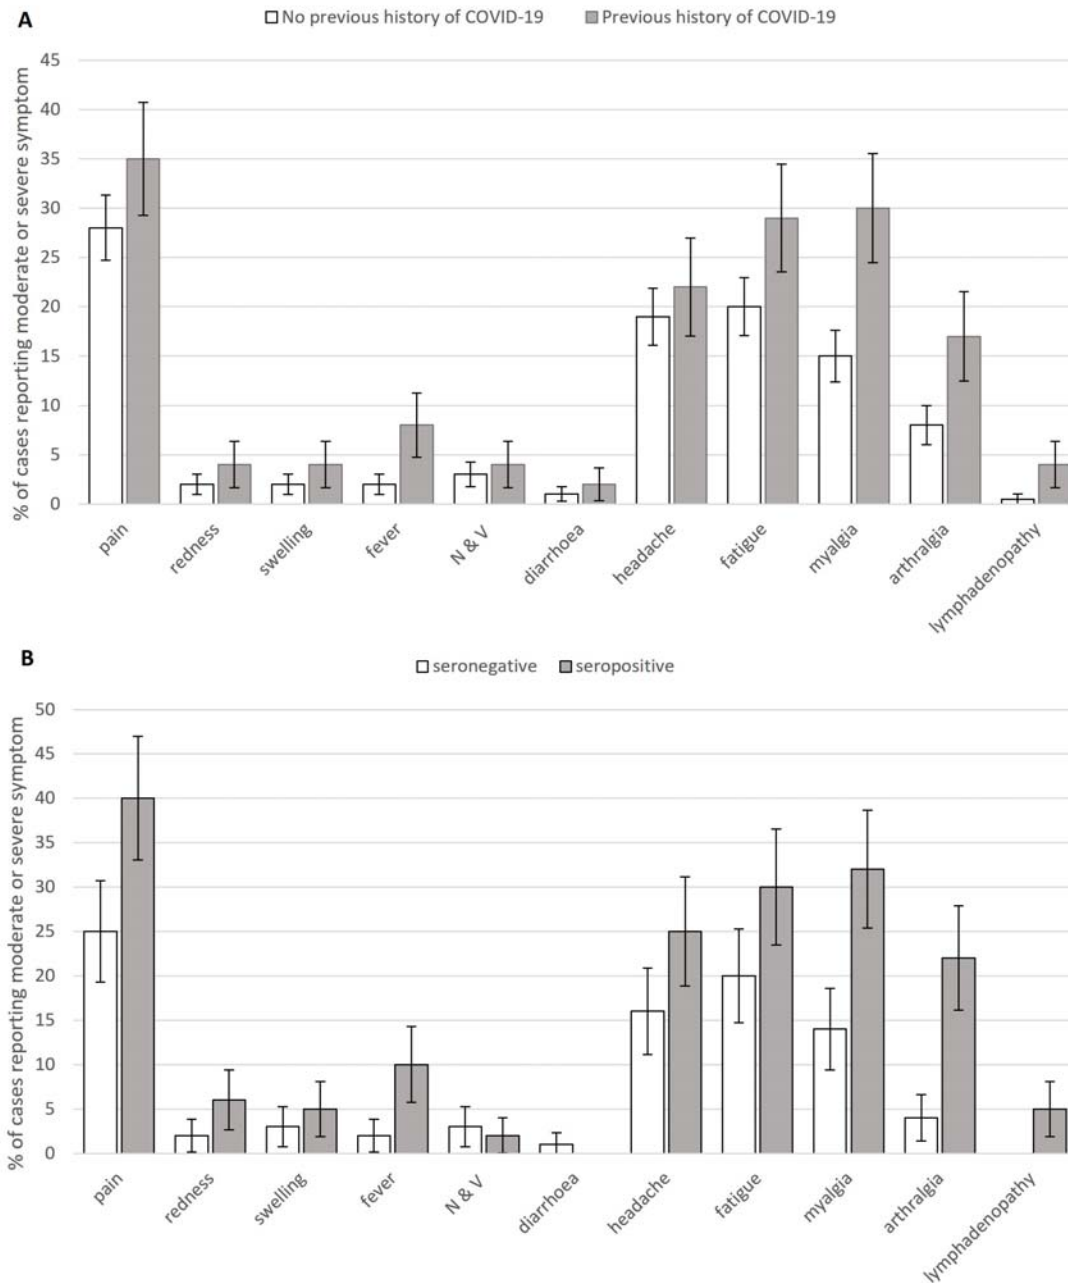 A
No previous history of COVID-19 Previous history of COVID-19
% of cases reporting moderate or severe symptom
45
40
35
30
25
20
15
10
5
0
pain redness swelling fever N & V diarrhoea headache fatigue myalgia arthralgia lymphadenopathy
B
seronegative seropositive
% of cases reporting moderate or severe symptom
50
45
40
35
30
25
20
15
10
5
0
pain redness swelling fever N & V diarrhoea headache fatigue myalgia arthralgia lymphadenopathy